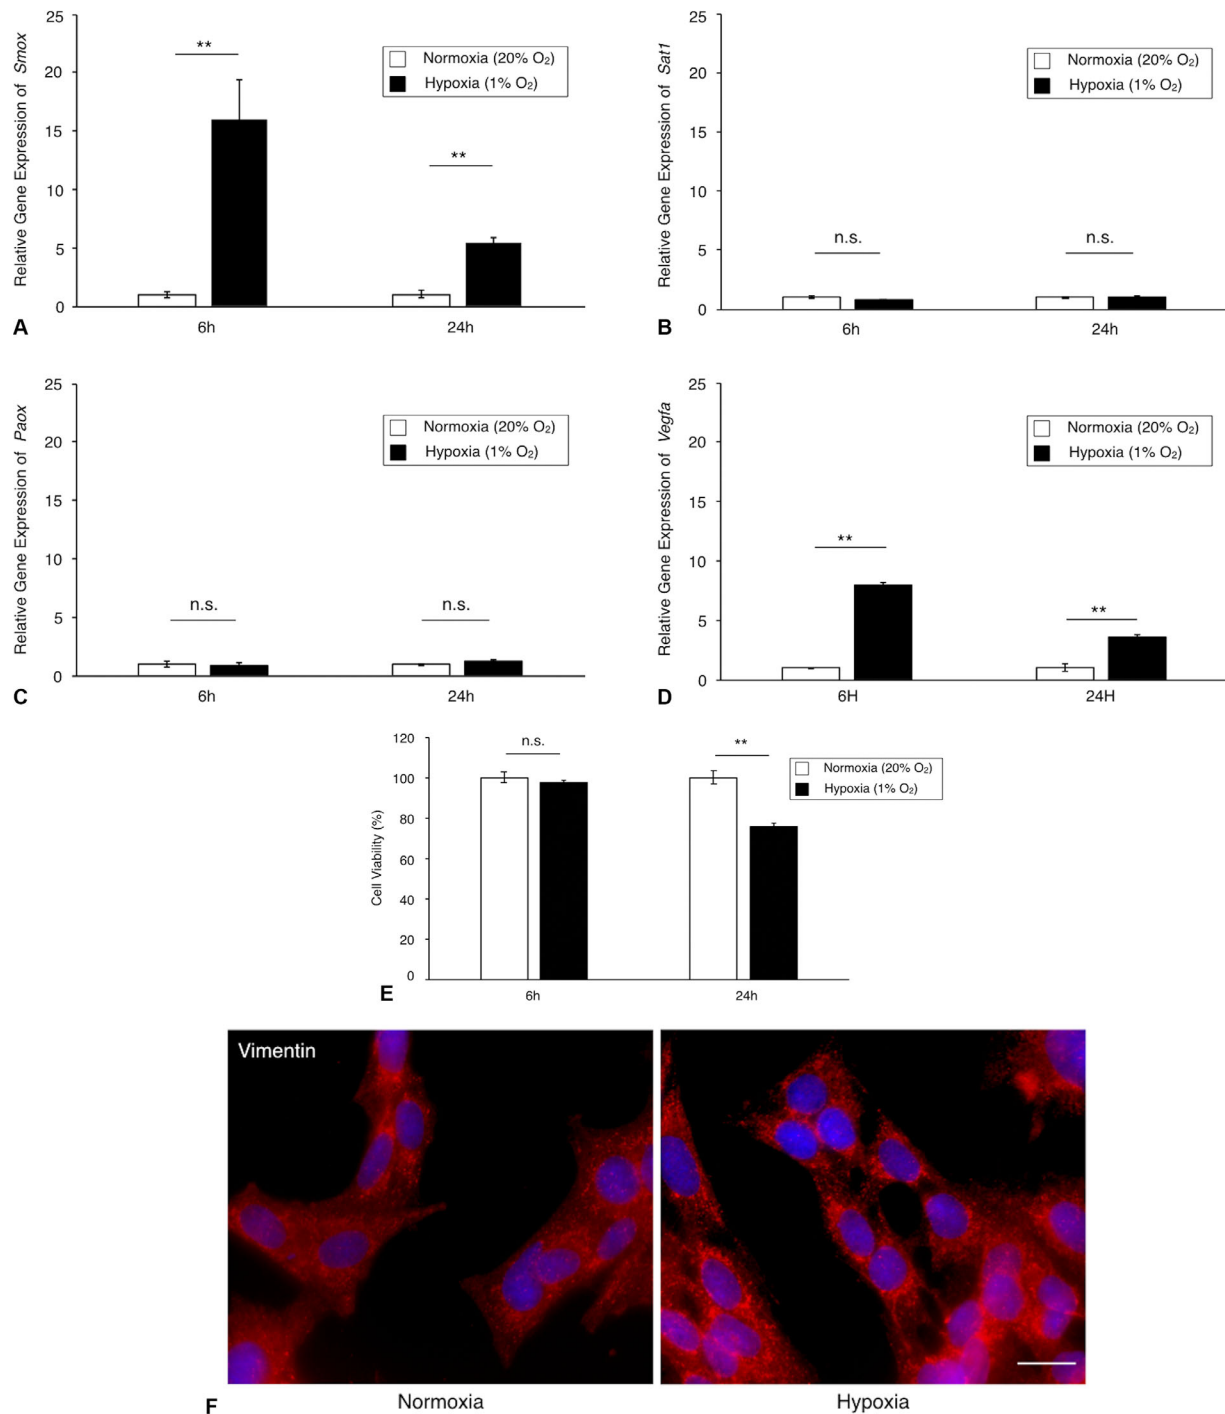 25
20
15
10
5
0
Relative Gene Expression of Smox
**
**
Normoxia (20% O₂)
Hypoxia (1% O₂)
6h
24h
A
25
20
15
10
5
0
Relative Gene Expression of Sat1
n.s.
n.s.
Normoxia (20% O₂)
Hypoxia (1% O₂)
6h
24h
B
25
20
15
10
5
0
Relative Gene Expression of Paox
n.s.
n.s.
Normoxia (20% O₂)
Hypoxia (1% O₂)
6h
24h
C
25
20
15
10
5
0
Relative Gene Expression of Vegfa
**
**
Normoxia (20% O₂)
Hypoxia (1% O₂)
6H
24H
D
120
100
80
60
40
20
0
Cell Viability (%)
n.s.
**
Normoxia (20% O₂)
Hypoxia (1% O₂)
6h
24h
E
Vimentin
Normoxia
Hypoxia
F